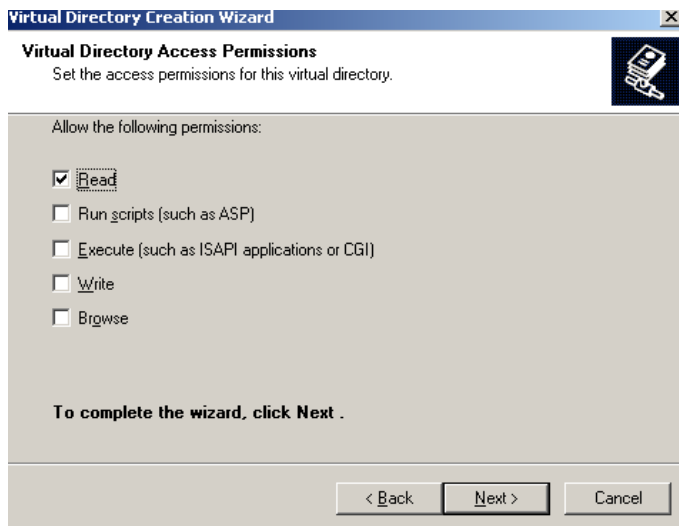 Virtual Directory Creation Wizard
Virtual Directory Access Permissions
Set the access permissions for this virtual directory.
Allow the following permissions:
Read
Run scripts (such as ASP)
Execute (such as ISAPI applications or CGI)
Write
Browse
To complete the wizard, click Next .
< Back Next > Cancel